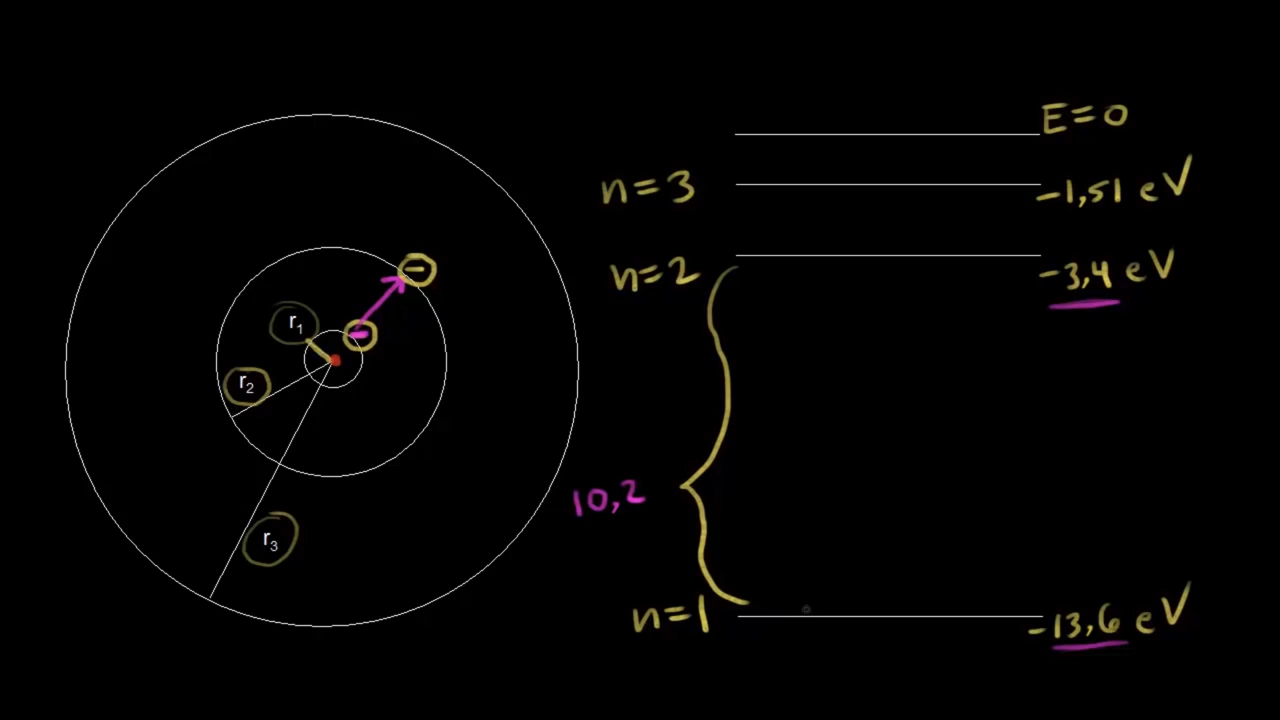 E=0
n=3
-1,51 eV
n=2
-3,4 eV
r1
r2
10,2
r3
n=1
-13,6 eV